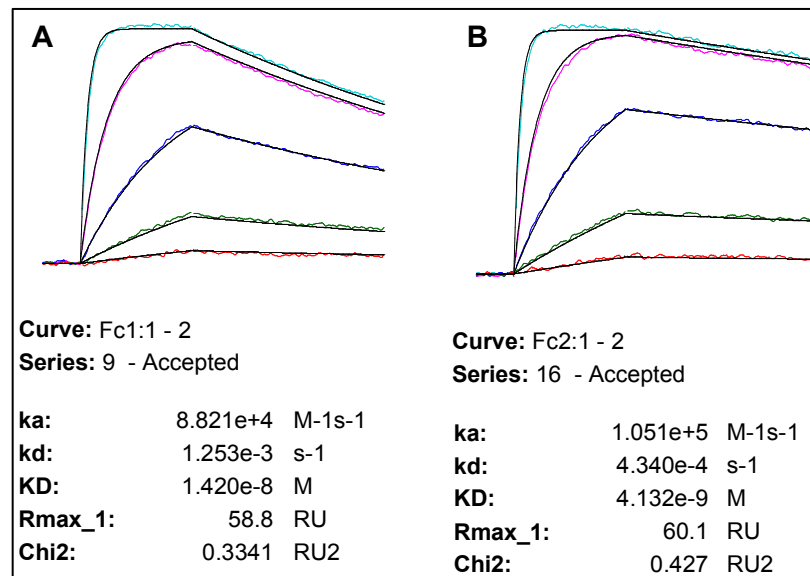 A
B
Curve: Fc1:1 - 2
Series: 9 - Accepted
ka: 8.821e+4 M-1s-1
kd: 1.253e-3 s-1
KD: 1.420e-8 M
Rmax_1: 58.8 RU
Chi2: 0.3341 RU2
Curve: Fc2:1 - 2
Series: 16 - Accepted
ka: 1.051e+5 M-1s-1
kd: 4.340e-4 s-1
KD: 4.132e-9 M
Rmax_1: 60.1 RU
Chi2: 0.427 RU2